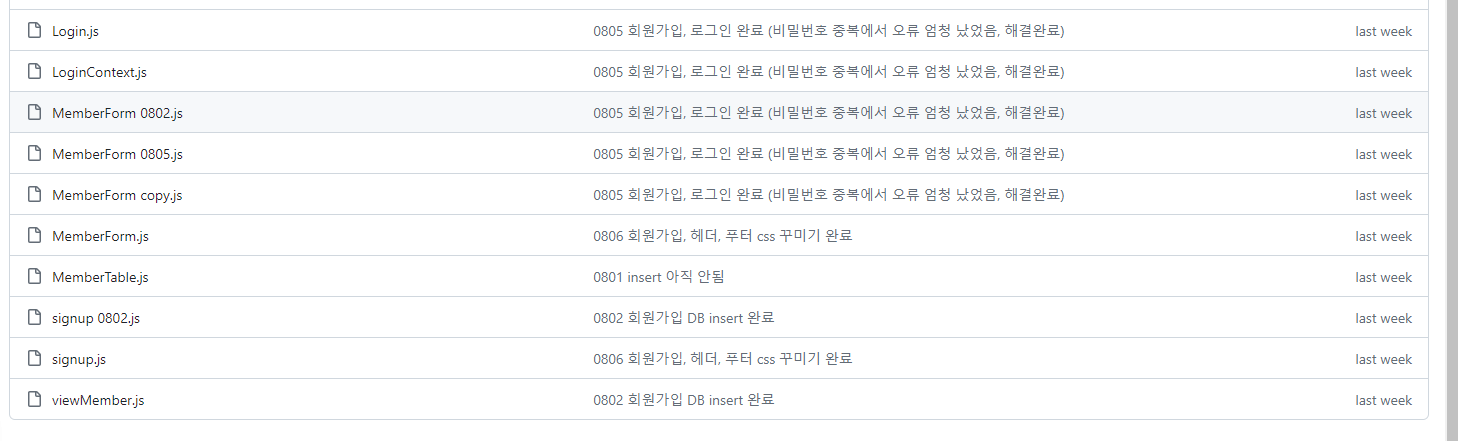 Login.js 0805 회원가입, 로그인 완료 (비밀번호 중복에서 오류 엄청 났었음, 해결완료) last week
LoginContext.js 0805 회원가입, 로그인 완료 (비밀번호 중복에서 오류 엄청 났었음, 해결완료) last week
MemberForm 0802.js 0805 회원가입, 로그인 완료 (비밀번호 중복에서 오류 엄청 났었음, 해결완료) last week
MemberForm 0805.js 0805 회원가입, 로그인 완료 (비밀번호 중복에서 오류 엄청 났었음, 해결완료) last week
MemberForm copy.js 0805 회원가입, 로그인 완료 (비밀번호 중복에서 오류 엄청 났었음, 해결완료) last week
MemberForm.js 0806 회원가입, 헤더, 푸터 css 꾸미기 완료 last week
MemberTable.js 0801 insert 아직 안됨 last week
signup 0802.js 0802 회원가입 DB insert 완료 last week
signup.js 0806 회원가입, 헤더, 푸터 css 꾸미기 완료 last week
viewMember.js 0802 회원가입 DB insert 완료 last week